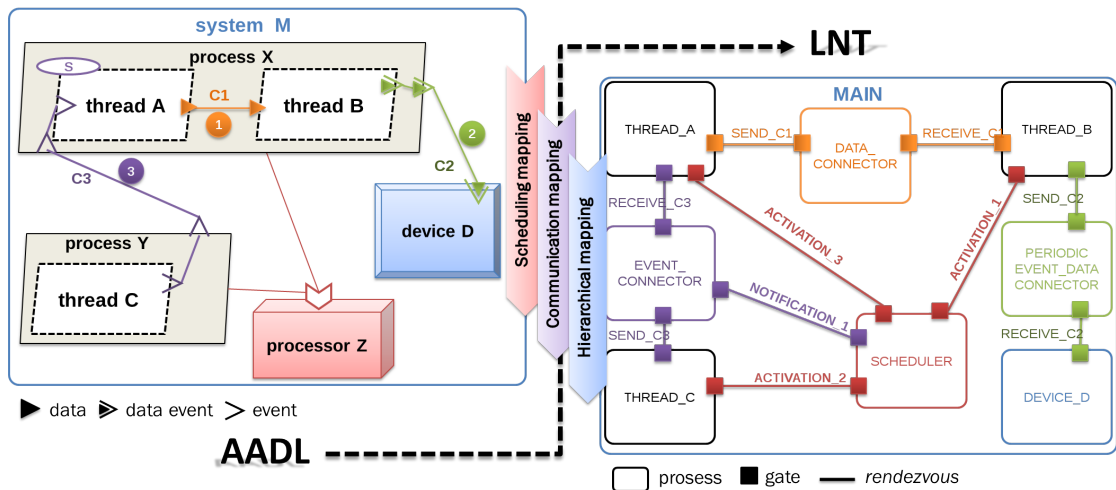 system M
process X
S
thread A
C1
1
thread B
2
C2
C3
3
device D
process Y
thread C
processor Z
data
data event
event
AADL
Scheduling mapping
Communication mapping
Hierarchical mapping
LNT
MAIN
THREAD_A
SEND_C1
DATA_
CONNECTOR
RECEIVE_C1
THREAD_B
RECEIVE_C3
ACTIVATION_3
ACTIVATION_1
SEND_C2
EVENT_
CONNECTOR
NOTIFICATION_1
PERIODIC
EVENT_DATA
CONNECTOR
SEND_C3
SCHEDULER
RECEIVE_C2
THREAD_C
ACTIVATION_2
DEVICE_D
prosess
gate
rendezvous